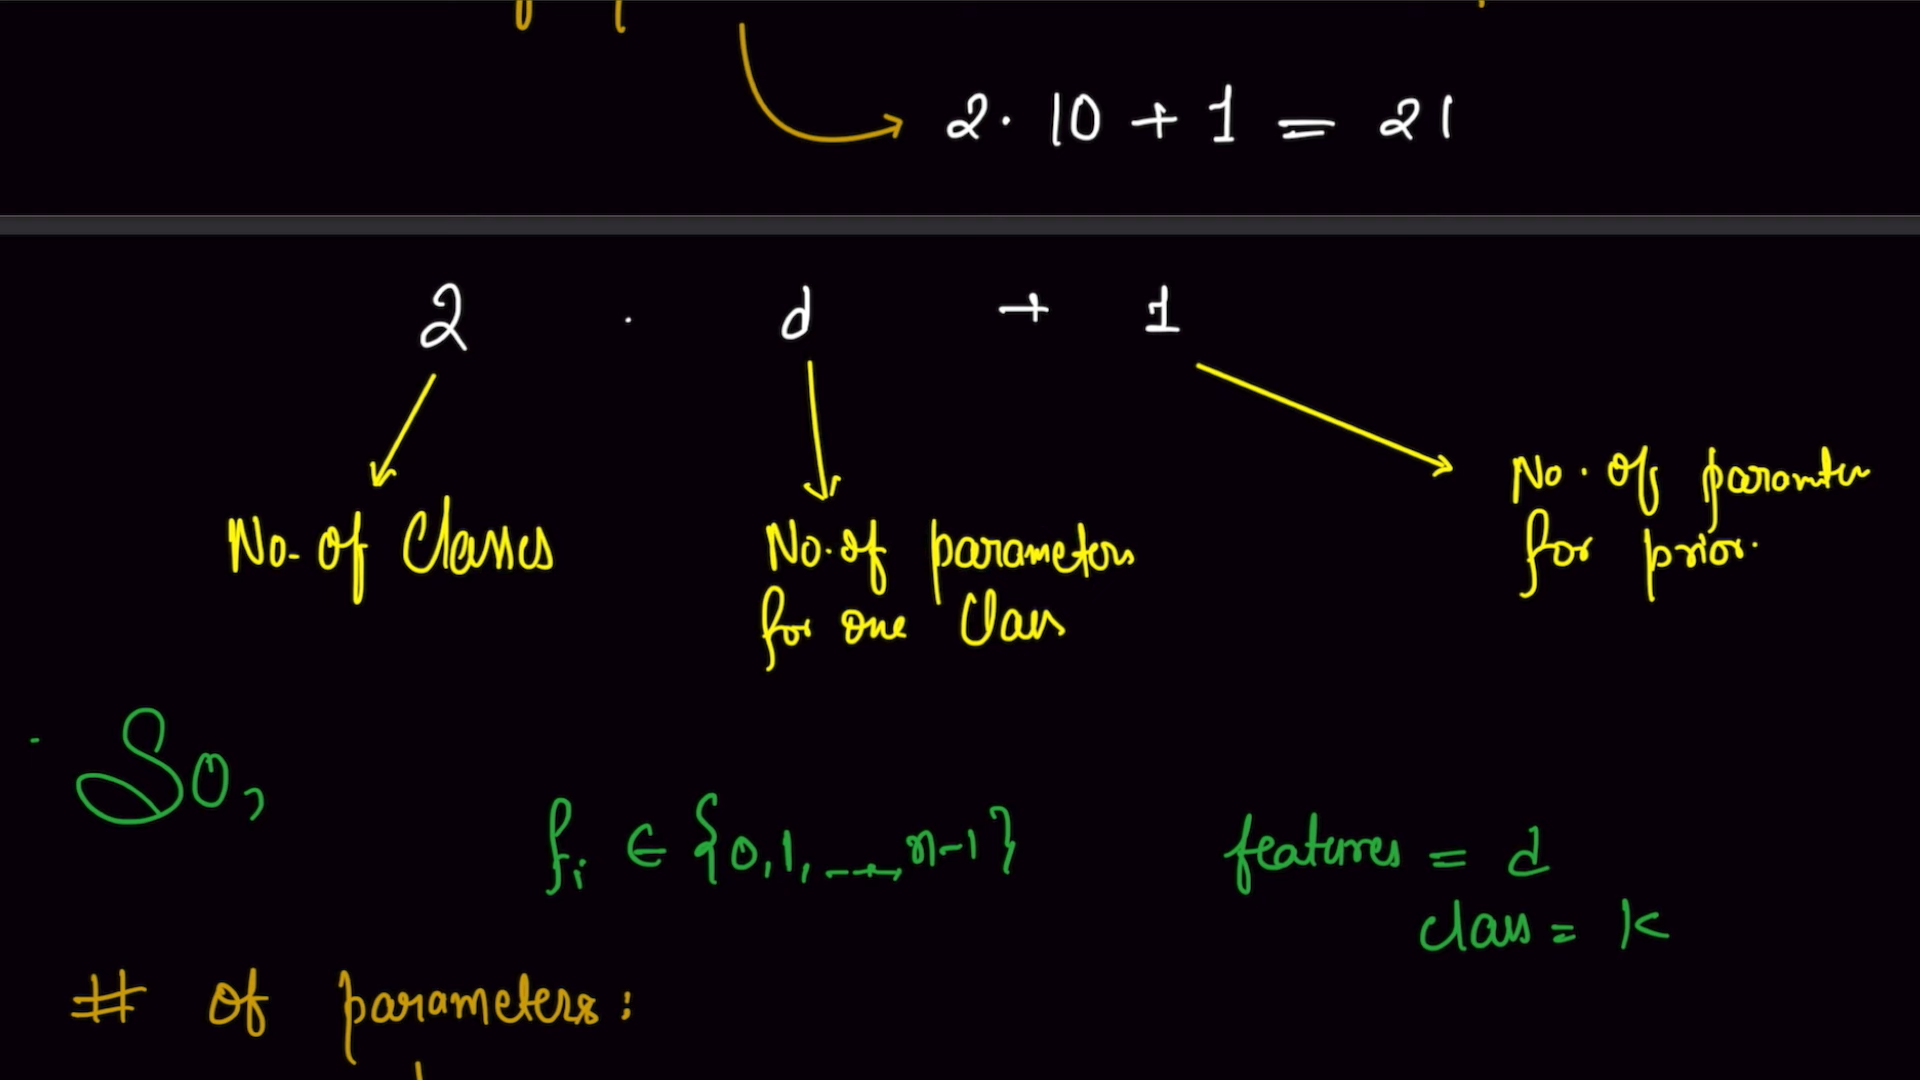 2 · 10 + 1 = 21
2 · d + 1
No. of Classes
No. of parameters
for one Class
No. of paramter
for prior.
So,
fᵢ ∈ {0, 1, ---, n-1}
features = d
class = k
# of parameters: